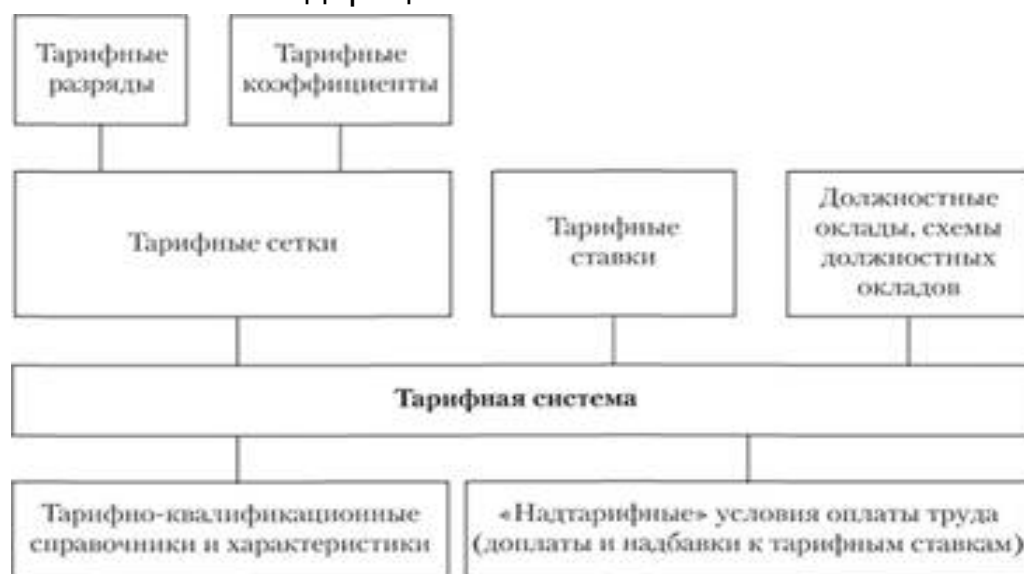 Тарифные
разряды
Тарифные
коэффициенты
Тарифные сетки
Тарифные
ставки
Должностные
оклады, схемы
должностных
окладов
Тарифная система
Тарифно-квалификационные
справочники и характеристики
«Надтарифные» условия оплаты труда
(доплаты и надбавки к тарифным ставкам)